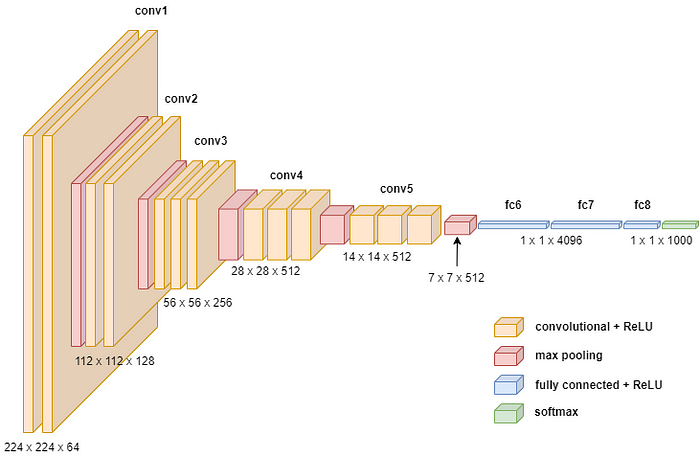 conv1
conv2
conv3
conv4
conv5
fc6
fc7
fc8
1 x 1 x 4096
1 x 1 x 1000
14 x 14 x 512
28 x 28 x 512
7 x 7 x 512
56 x 56 x 256
112 x 112 x 128
224 x 224 x 64
convolutional + ReLU
max pooling
fully connected + ReLU
softmax